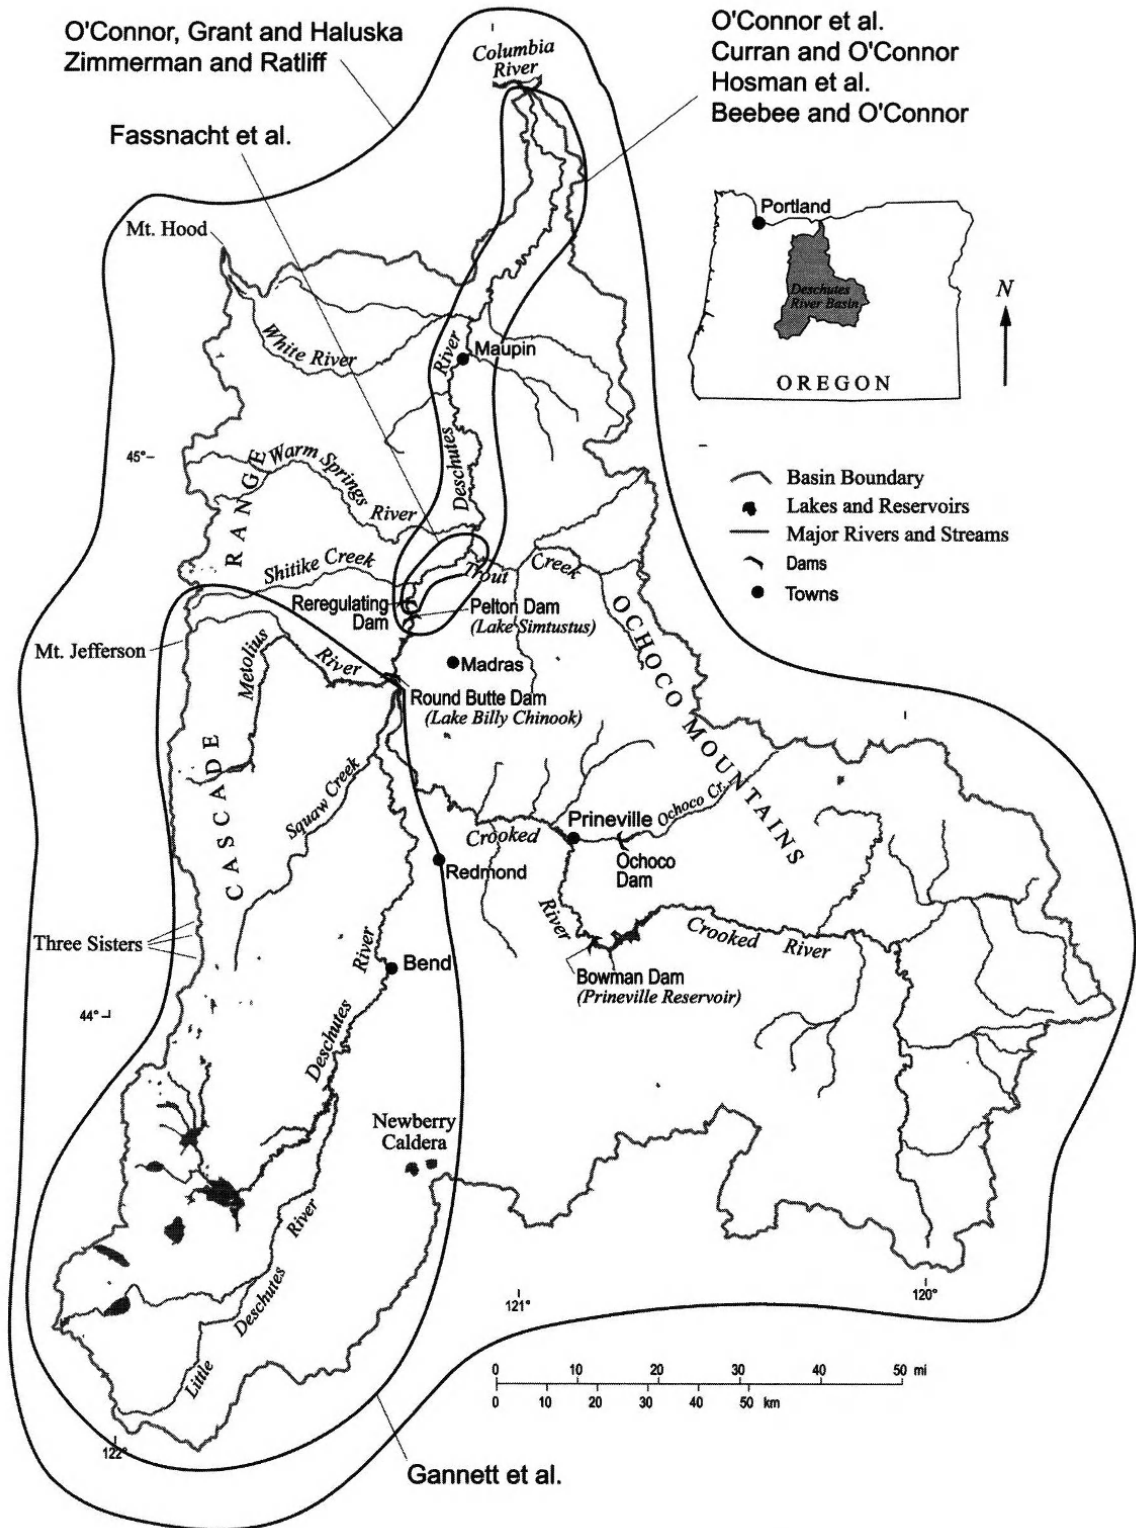 O'Connor, Grant and Haluska
Zimmerman and Ratliff
O'Connor et al.
Curran and O'Connor
Hosman et al.
Beebee and O'Connor
Fassnacht et al.
Columbia
River
Mt. Hood
White River
River
Maupin
Deschutes
Portland
Deschutes
River Basin
OREGON
N
45°
Warm Springs
River
Basin Boundary
Lakes and Reservoirs
Major Rivers and Streams
Dams
Towns
Shitike Creek
Trout Creek
Reregulating
Dam
Pelton Dam
(Lake Simtustus)
Mt. Jefferson
Metolius
River
Madras
Round Butte Dam
(Lake Billy Chinook)
CASCADE RANGE
OCHOCO MOUNTAINS
Squaw Creek
Crooked
Prineville
Ochoco Cr.
Ochoco
Dam
Redmond
River
Crooked River
Three Sisters
Bowman Dam
(Prineville Reservoir)
River
Bend
44°
Deschutes
Newberry
Caldera
River
Deschutes
Little
121°
120°
122°
0 10 20 30 40 50 mi
0 10 20 30 40 50 km
Gannett et al.